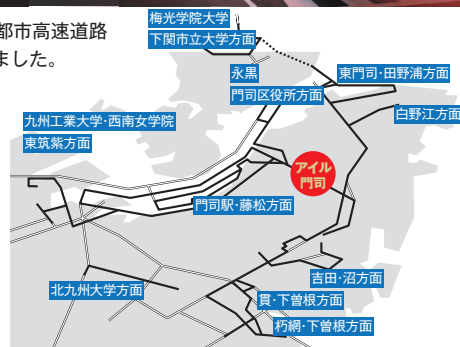 都市高速道路
ました。
梅光学院大学
下関市立大学方面
永黒
門司区役所方面
東門司・田野浦方面
白野江方面
九州工業大学・西南女学院
東筑紫方面
アイル
門司
門司駅・藤松方面
北九州大学方面
吉田・沼方面
貫・下曽根方面
朽網・下曽根方面